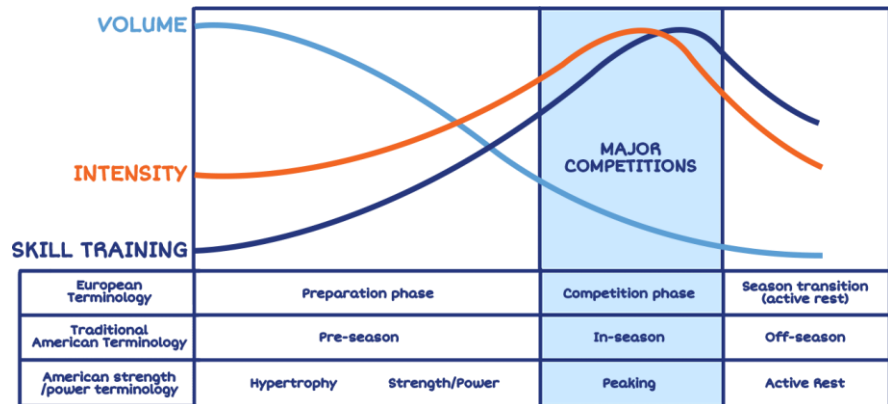 VOLUME
INTENSITY
SKILL TRAINING
MAJOR
COMPETITIONS
European
Terminology
Preparation phase
Competition phase
Season transition
(active rest)
Traditional
American Terminology
Pre-season
In-season
Off-season
American strength
/power terminology
Hypertrophy
Strength/Power
Peaking
Active Rest